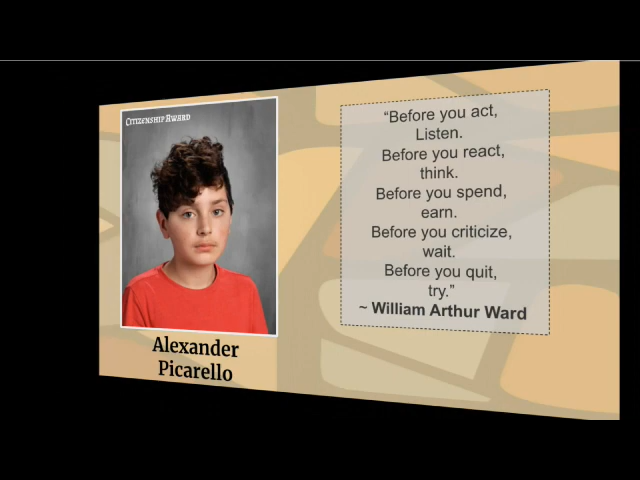 Citizenship Award
Alexander
Picarello
“Before you act,
Listen.
Before you react,
think.
Before you spend,
earn.
Before you criticize,
wait.
Before you quit,
try.”
~ William Arthur Ward